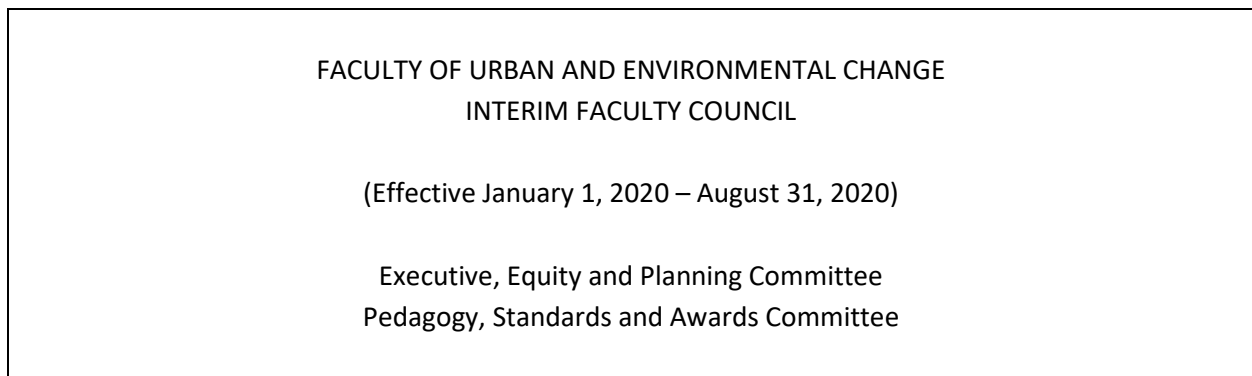 FACULTY OF URBAN AND ENVIRONMENTAL CHANGE
INTERIM FACULTY COUNCIL
(Effective January 1, 2020 – August 31, 2020)
Executive, Equity and Planning Committee
Pedagogy, Standards and Awards Committee